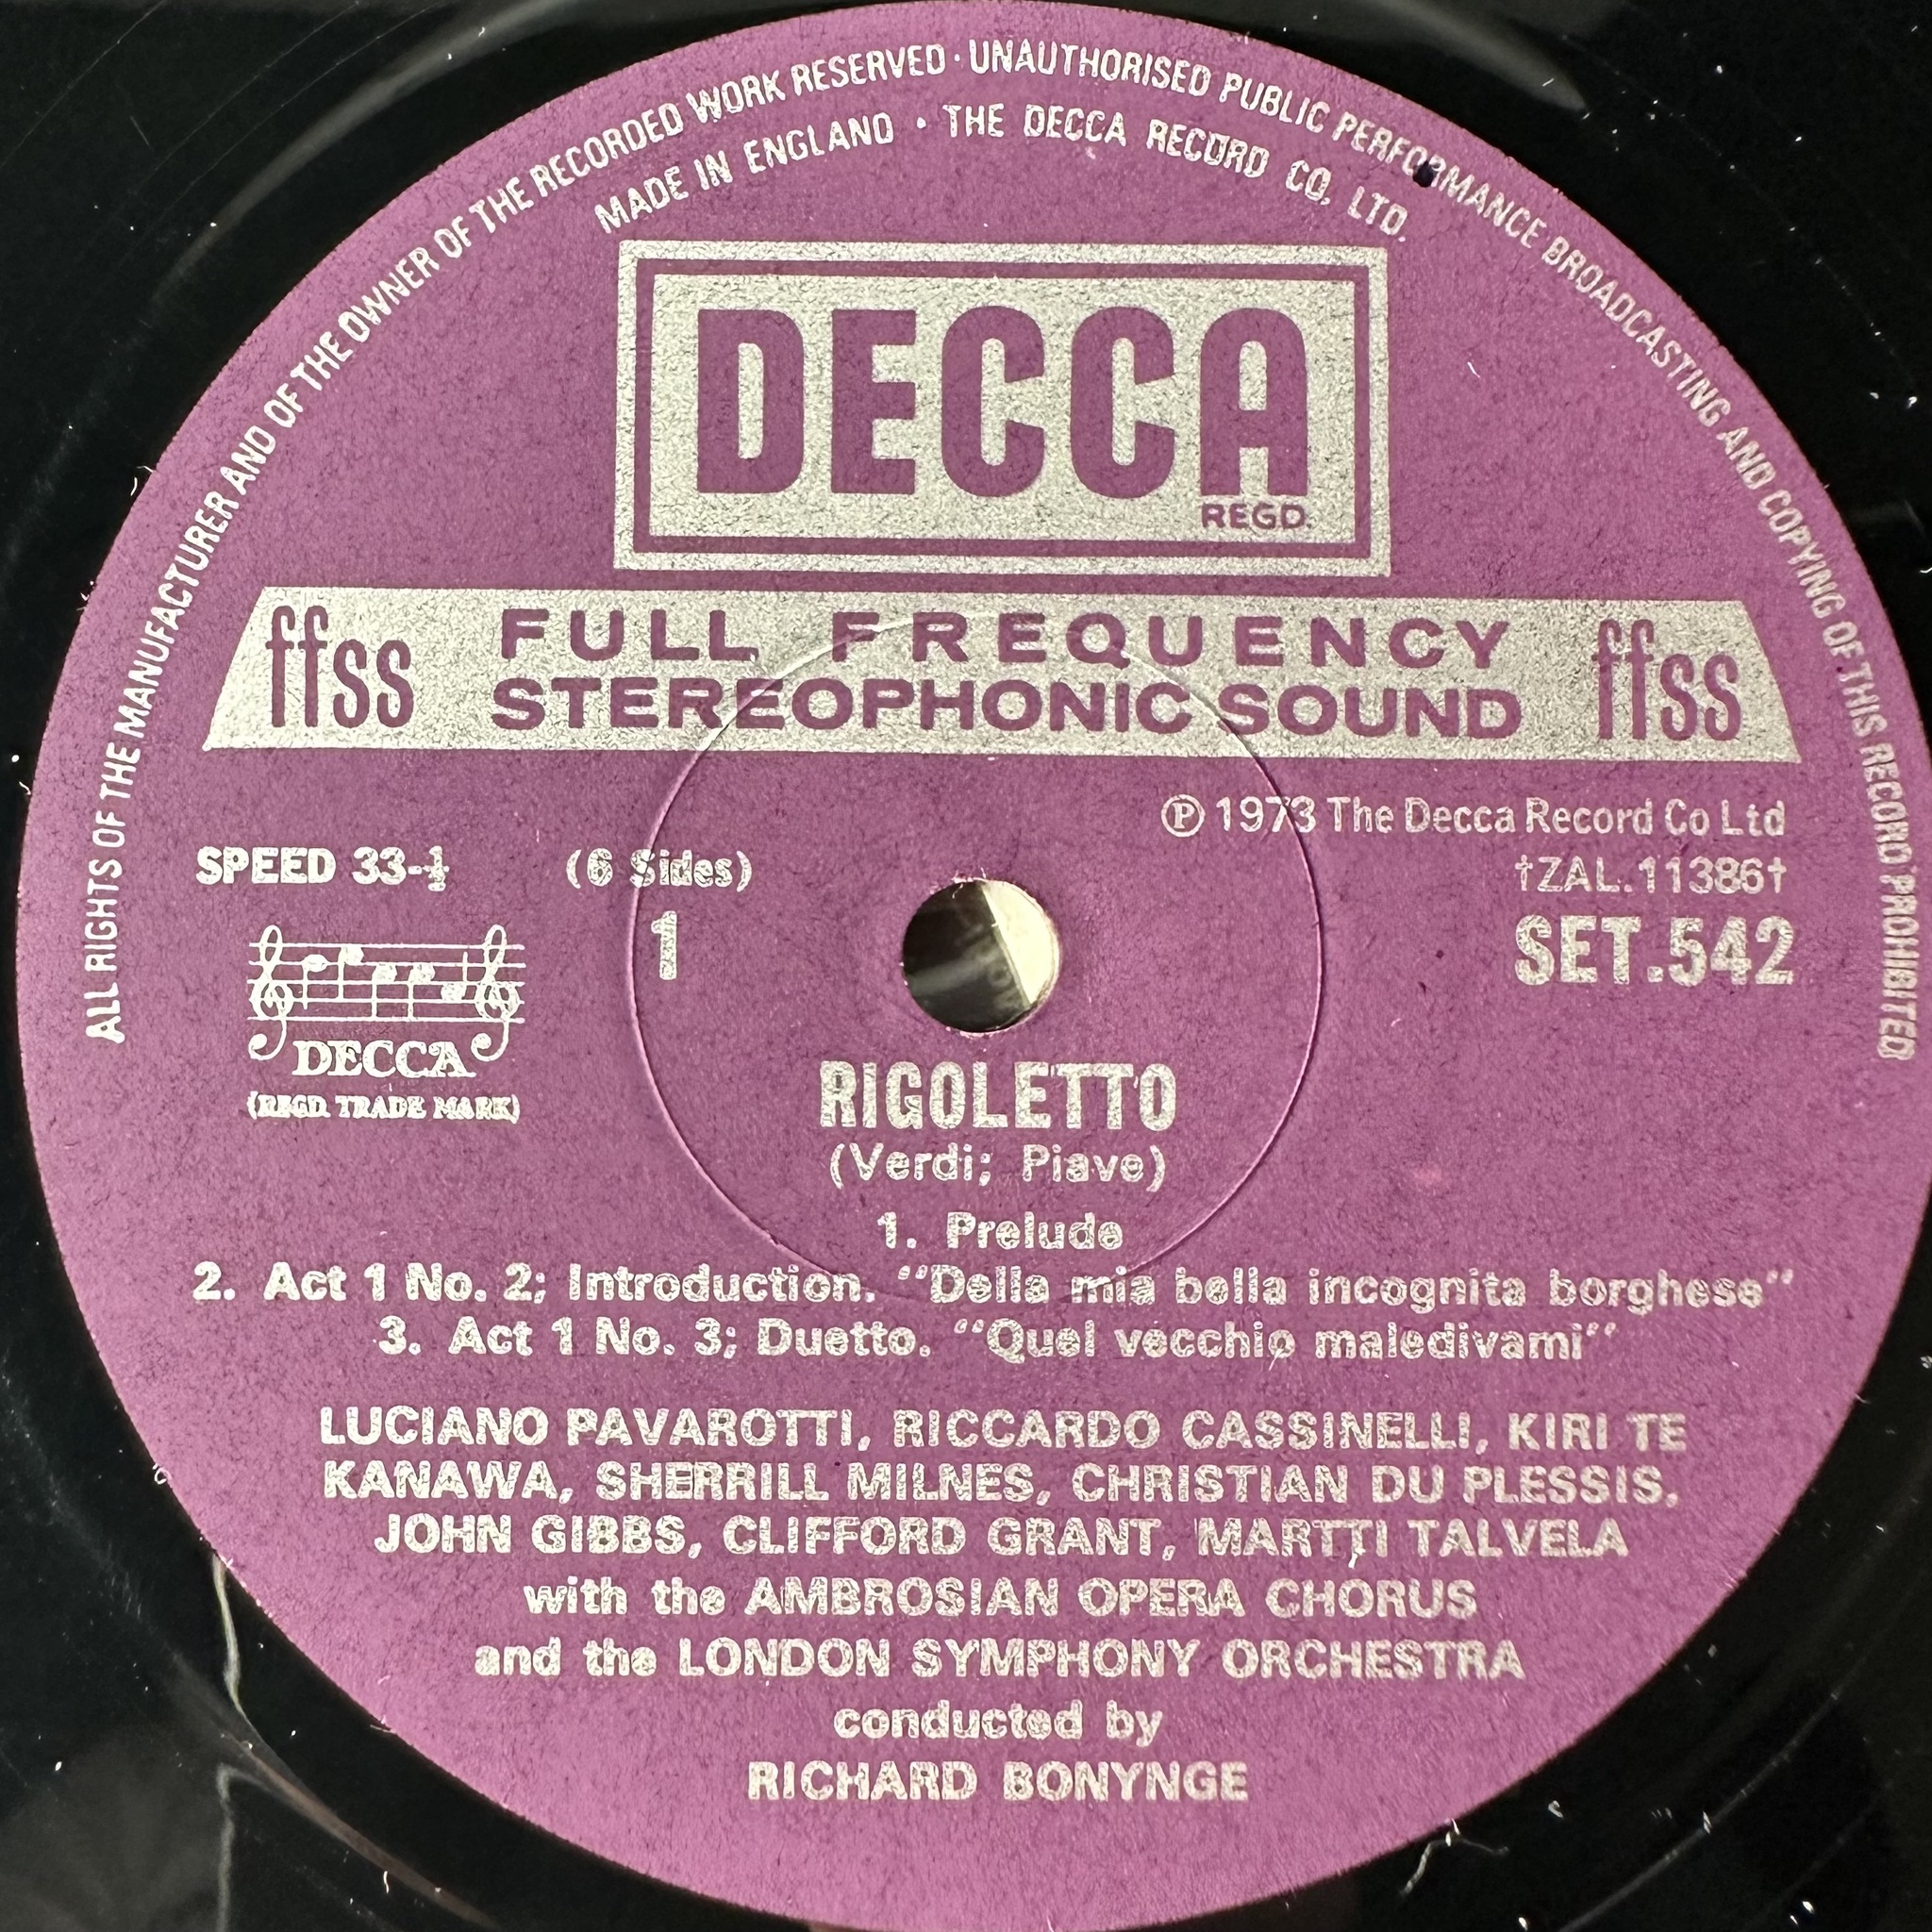 ALL RIGHTS OF THE MANUFACTURER AND OF THE OWNER OF THE RECORDED WORK RESERVED · UNAUTHORISED PUBLIC PERFORMANCE BROADCASTING AND COPYING OF THIS RECORD PROHIBITED
MADE IN ENGLAND · THE DECCA RECORD CO. LTD.
DECCA
REGD.
ffss FULL FREQUENCY ffss
STEREOPHONIC SOUND
℗ 1973 The Decca Record Co Ltd
SPEED 33-⅓ (6 Sides) †ZAL.11386†
1 SET.542
DECCA
(REGD. TRADE MARK)
RIGOLETTO
(Verdi; Piave)
1. Prelude
2. Act 1 No. 2; Introduction. "Della mia bella incognita borghese"
3. Act 1 No. 3; Duetto. "Quel vecchio maledivami"
LUCIANO PAVAROTTI, RICCARDO CASSINELLI, KIRI TE
KANAWA, SHERRILL MILNES, CHRISTIAN DU PLESSIS,
JOHN GIBBS, CLIFFORD GRANT, MARTTI TALVELA
with the AMBROSIAN OPERA CHORUS
and the LONDON SYMPHONY ORCHESTRA
conducted by
RICHARD BONYNGE